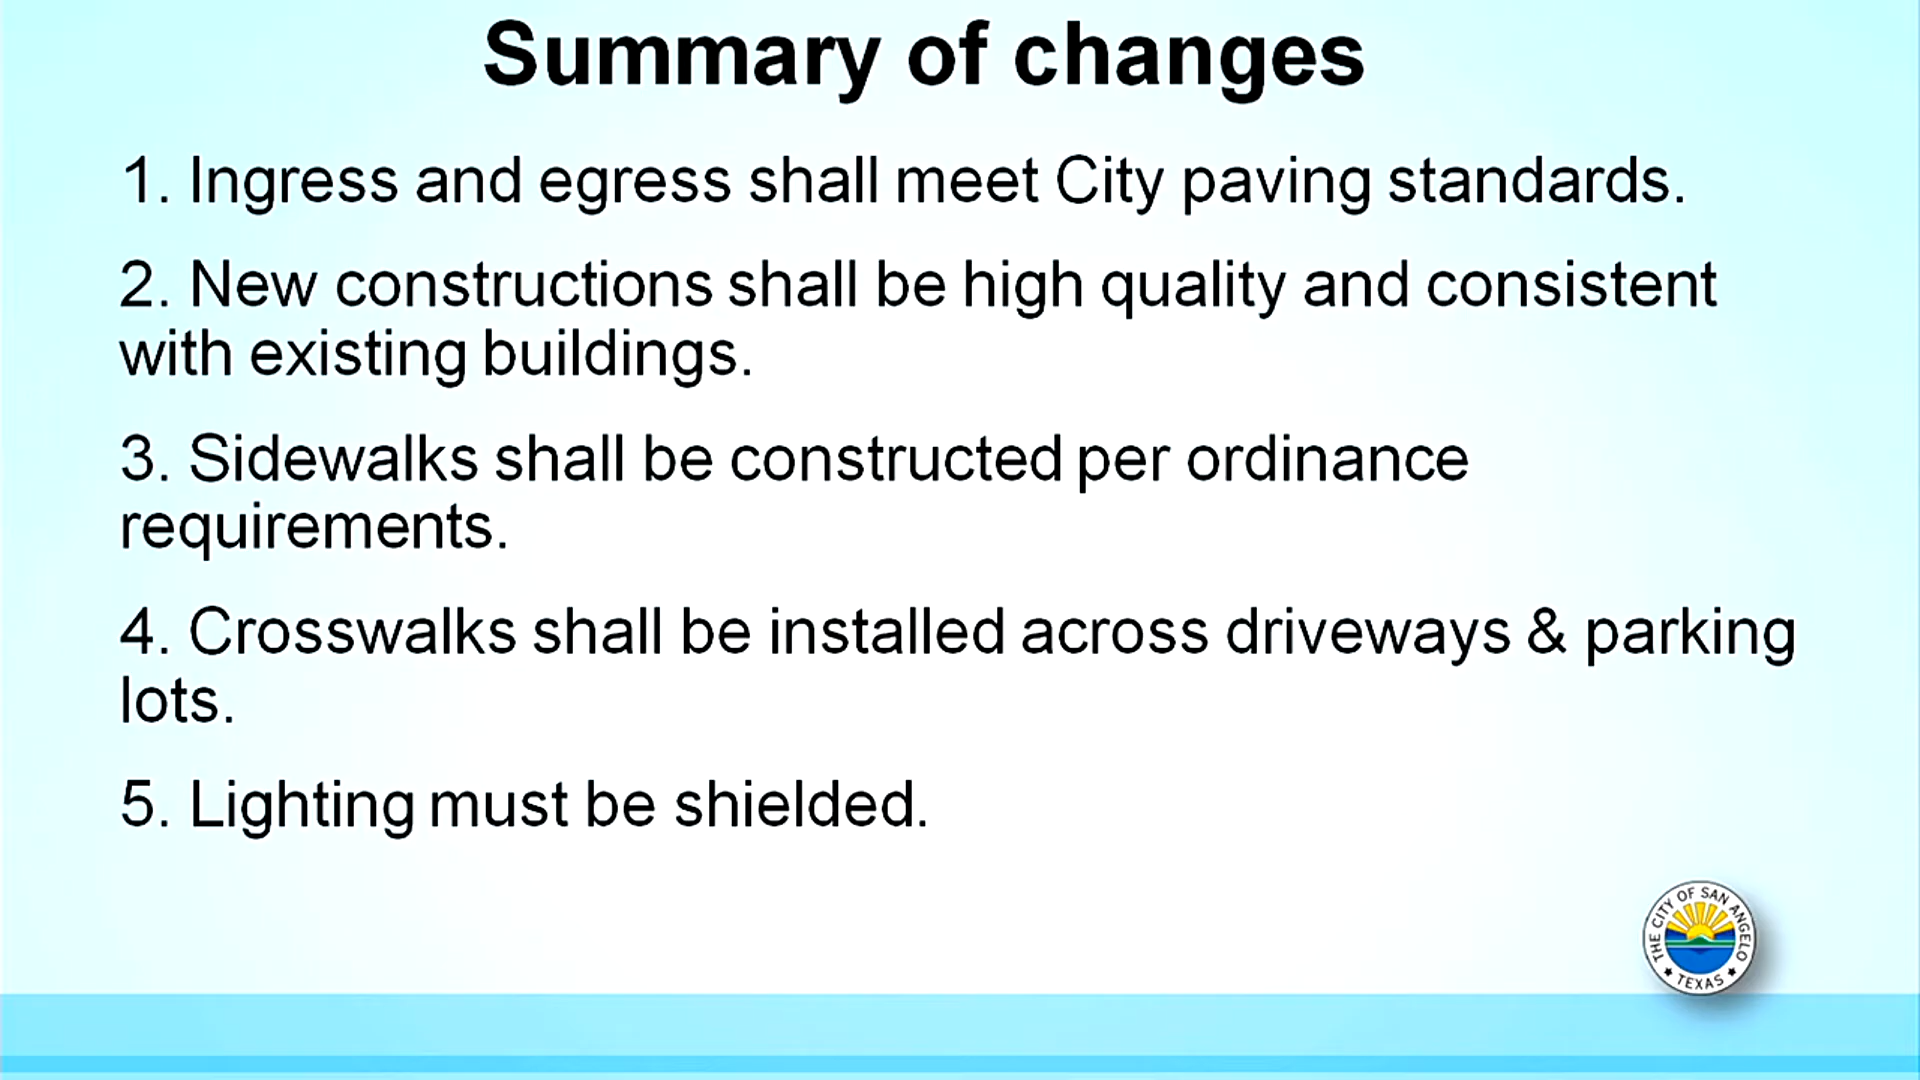 Summary of changes
1. Ingress and egress shall meet City paving standards.
2. New constructions shall be high quality and consistent
with existing buildings.
3. Sidewalks shall be constructed per ordinance
requirements.
4. Crosswalks shall be installed across driveways & parking
lots.
5. Lighting must be shielded.
THE CITY OF SAN ANGELO
TEXAS